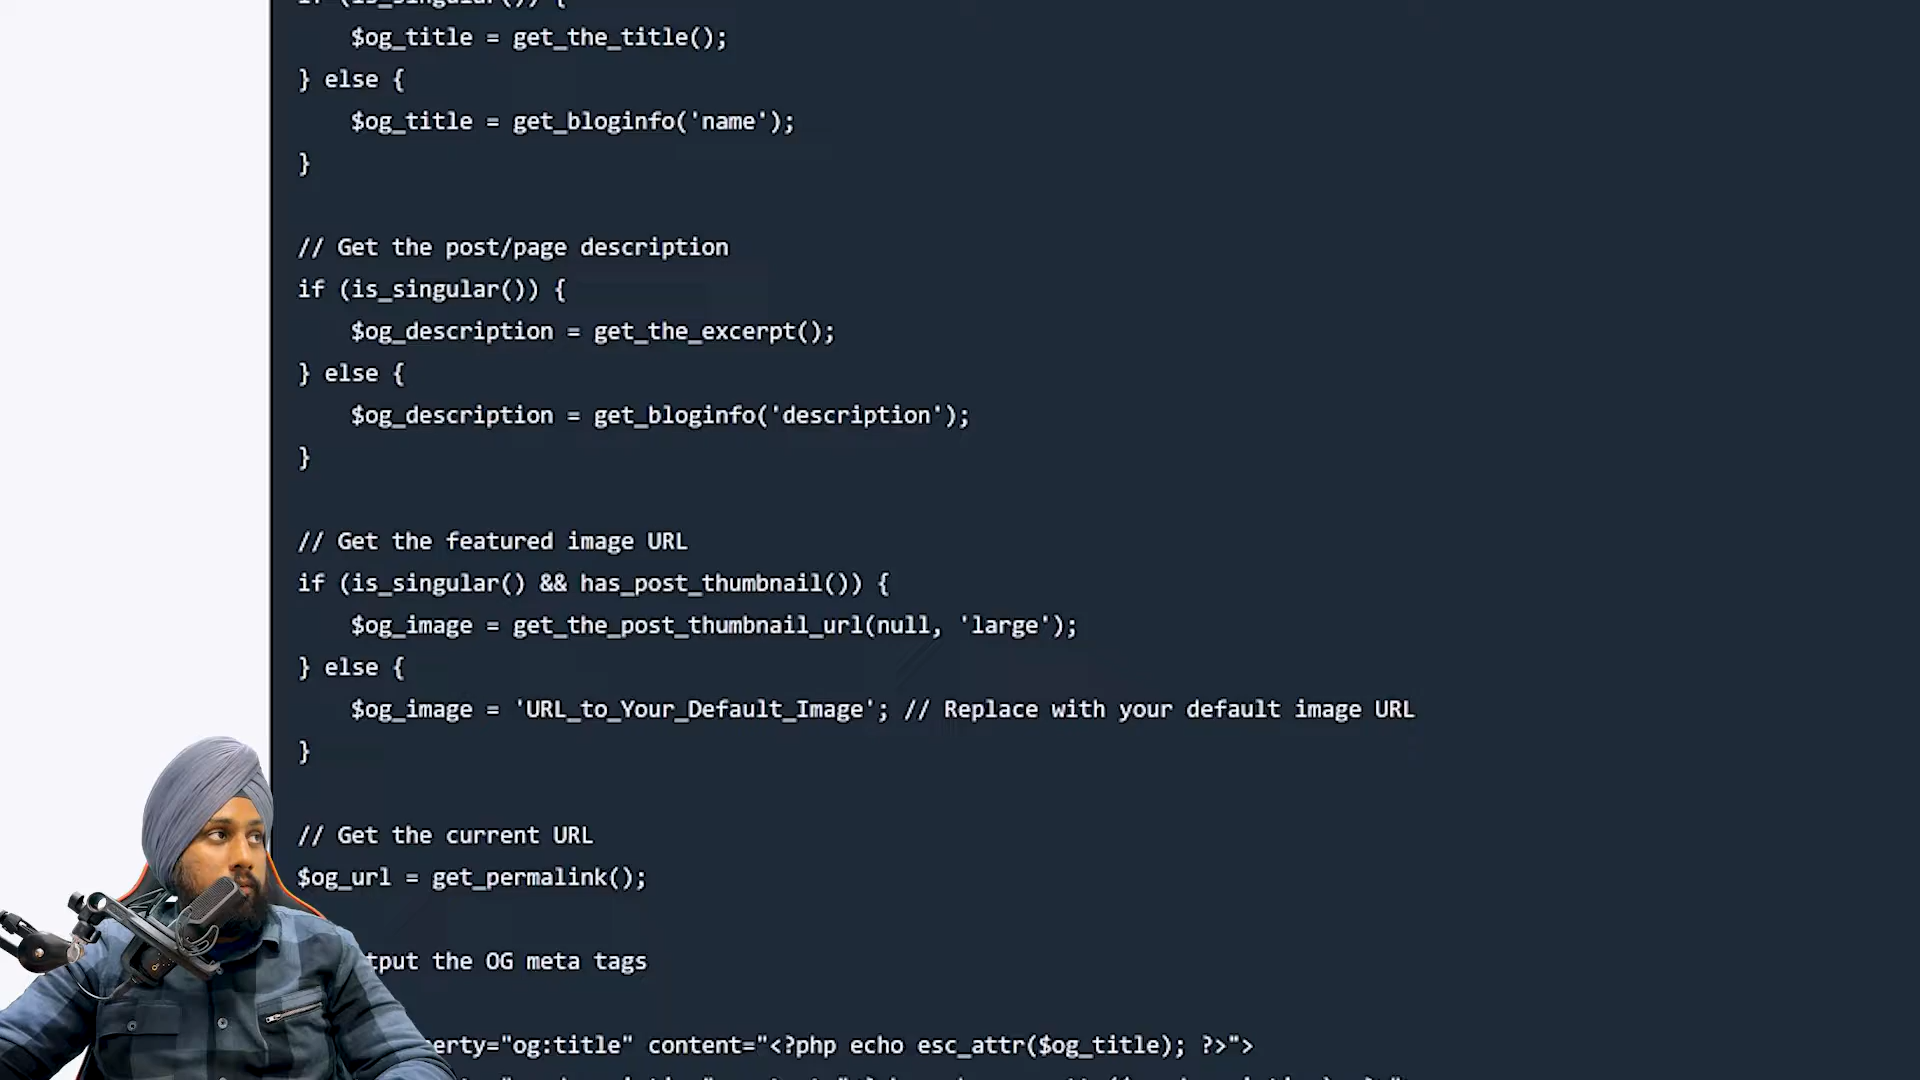 if (is_singular()) {
$og_title = get_the_title();
} else {
$og_title = get_bloginfo('name');
}
// Get the post/page description
if (is_singular()) {
$og_description = get_the_excerpt();
} else {
$og_description = get_bloginfo('description');
}
// Get the featured image URL
if (is_singular() && has_post_thumbnail()) {
$og_image = get_the_post_thumbnail_url(null, 'large');
} else {
$og_image = 'URL_to_Your_Default_Image'; // Replace with your default image URL
}
// Get the current URL
$og_url = get_permalink();
tput the OG meta tags
erty="og:title" content="<?php echo esc_attr($og_title); ?>">